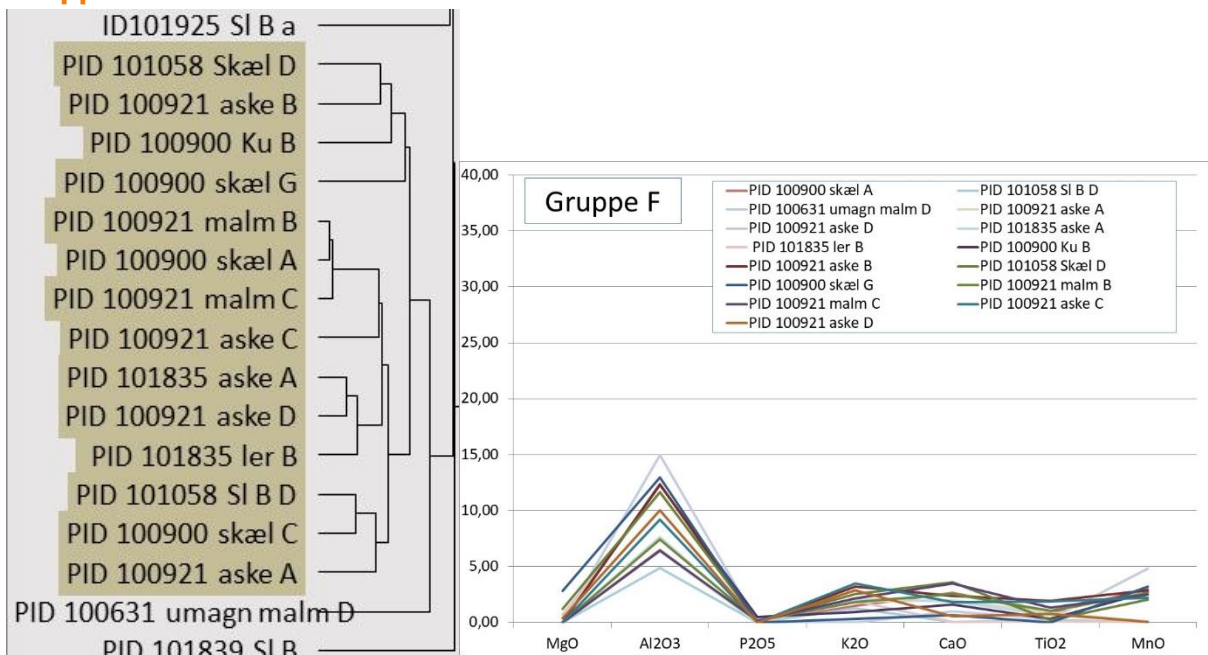 ID101925 Sl B a
PID 101058 Skæl D
PID 100921 aske B
PID 100900 Ku B
PID 100900 skæl G
PID 100921 malm B
PID 100900 skæl A
PID 100921 malm C
PID 100921 aske C
PID 101835 aske A
PID 100921 aske D
PID 101835 ler B
PID 101058 Sl B D
PID 100900 skæl C
PID 100921 aske A
PID 100631 umagn malm D
PID 101839 Sl B
Gruppe F
40,00
35,00
30,00
25,00
20,00
15,00
10,00
5,00
0,00
PID 100900 skæl A
PID 101058 Sl B D
PID 100631 umagn malm D
PID 100921 aske A
PID 100921 aske D
PID 101835 aske A
PID 101835 ler B
PID 100900 Ku B
PID 100921 aske B
PID 101058 Skæl D
PID 100900 skæl G
PID 100921 malm B
PID 100921 malm C
PID 100921 aske C
PID 100921 aske D
MgO Al2O3 P2O5 K2O CaO TiO2 MnO